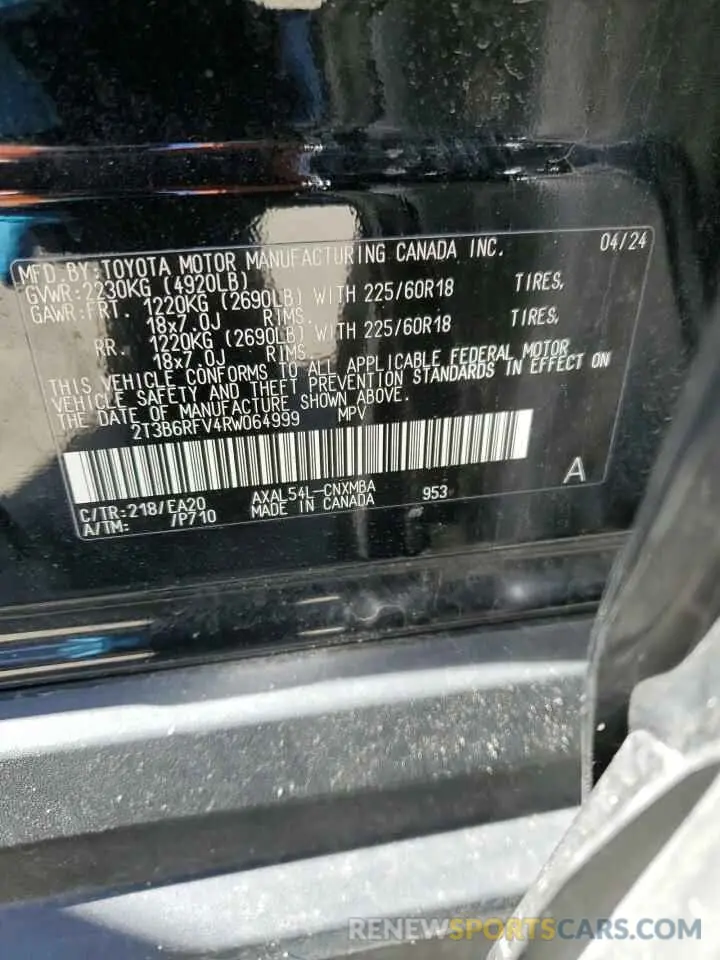 MFD.BY:TOYOTA MOTOR MANUFACTURING CANADA INC. 04/24
GVWR:2230KG (4920LB)
GAWR:FRT. 1220KG (2690LB) WITH 225/60R18 TIRES,
18x7.0J RIMS.
RR. 1220KG (2690LB) WITH 225/60R18 TIRES,
18x7.0J RIMS.
THIS VEHICLE CONFORMS TO ALL APPLICABLE FEDERAL MOTOR
VEHICLE SAFETY AND THEFT PREVENTION STANDARDS IN EFFECT ON
THE DATE OF MANUFACTURE SHOWN ABOVE.
2T3B6RFV4RW064999 MPV
A
C/TR:218/EA20 AXAL54L-CNXMBA 953
A/TM: /P710 MADE IN CANADA
RENEWSPORTSCARS.COM